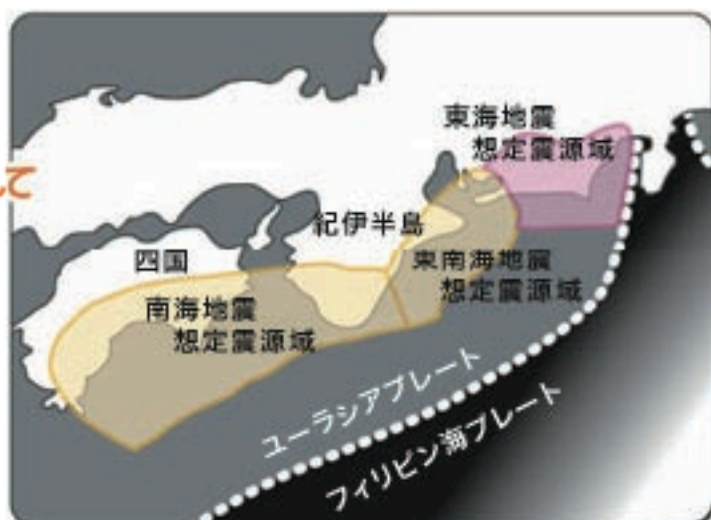 東海地震
想定震源域
して
紀伊半島
四国
東南海地震
想定震源域
南海地震
想定震源域
ユーラシアプレート
フィリピン海プレート